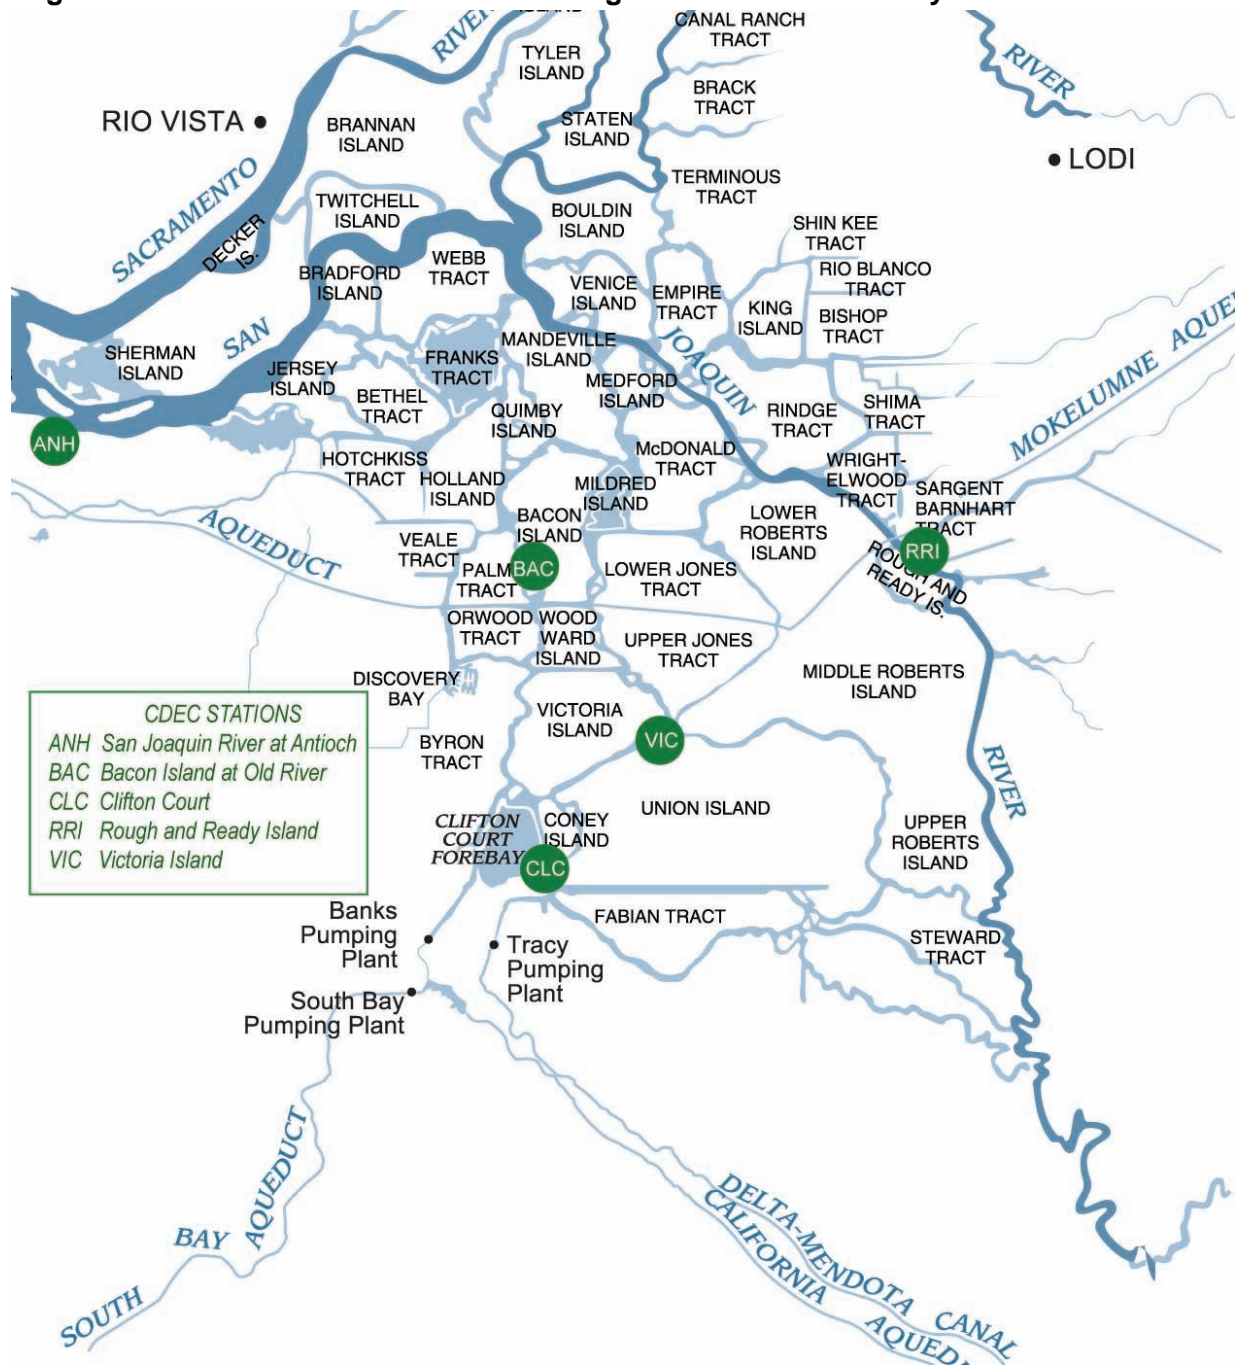 RIVER
CANAL RANCH
TRACT
TYLER
ISLAND
RIVER
BRACK
TRACT
RIO VISTA
BRANNAN
ISLAND
STATEN
ISLAND
LODI
TERMINOUS
TRACT
SACRAMENTO
TWITCHELL
ISLAND
BOULDIN
ISLAND
SHIN KEE
TRACT
DECKER
IS.
WEBB
TRACT
BRADFORD
ISLAND
VENICE
ISLAND
EMPIRE
TRACT
RIO BLANCO
TRACT
KING
ISLAND
BISHOP
TRACT
SAN
JOAQUIN
MANDEVILLE
ISLAND
SHERMAN
ISLAND
FRANKS
TRACT
JERSEY
ISLAND
MEDFORD
ISLAND
BETHEL
TRACT
QUIMBY
ISLAND
RINDGE
TRACT
SHIMA
TRACT
MOKELUMNE
ANH
McDONALD
TRACT
HOTCHKISS
TRACT
HOLLAND
ISLAND
MILDRED
ISLAND
WRIGHT-
ELWOOD
TRACT
SARGENT
BARNHART
TRACT
AQUEDUCT
BACON
ISLAND
LOWER
ROBERTS
ISLAND
VEALE
TRACT
RRI
ROUGH AND
READY IS.
PALM
TRACT
BAC
LOWER JONES
TRACT
ORWOOD
TRACT
WOOD
WARD
ISLAND
UPPER JONES
TRACT
MIDDLE ROBERTS
ISLAND
DISCOVERY
BAY
CDEC STATIONS
ANH San Joaquin River at Antioch
BAC Bacon Island at Old River
CLC Clifton Court
RRI Rough and Ready Island
VIC Victoria Island
VICTORIA
ISLAND
VIC
BYRON
TRACT
RIVER
UNION ISLAND
CLIFTON
COURT
FOREBAY
CONEY
ISLAND
UPPER
ROBERTS
ISLAND
CLC
Banks
Pumping
Plant
FABIAN TRACT
STEWARD
TRACT
Tracy
Pumping
Plant
South Bay
Pumping Plant
SOUTH BAY AQUEDUCT
DELTA-MENDOTA CANAL
CALIFORNIA